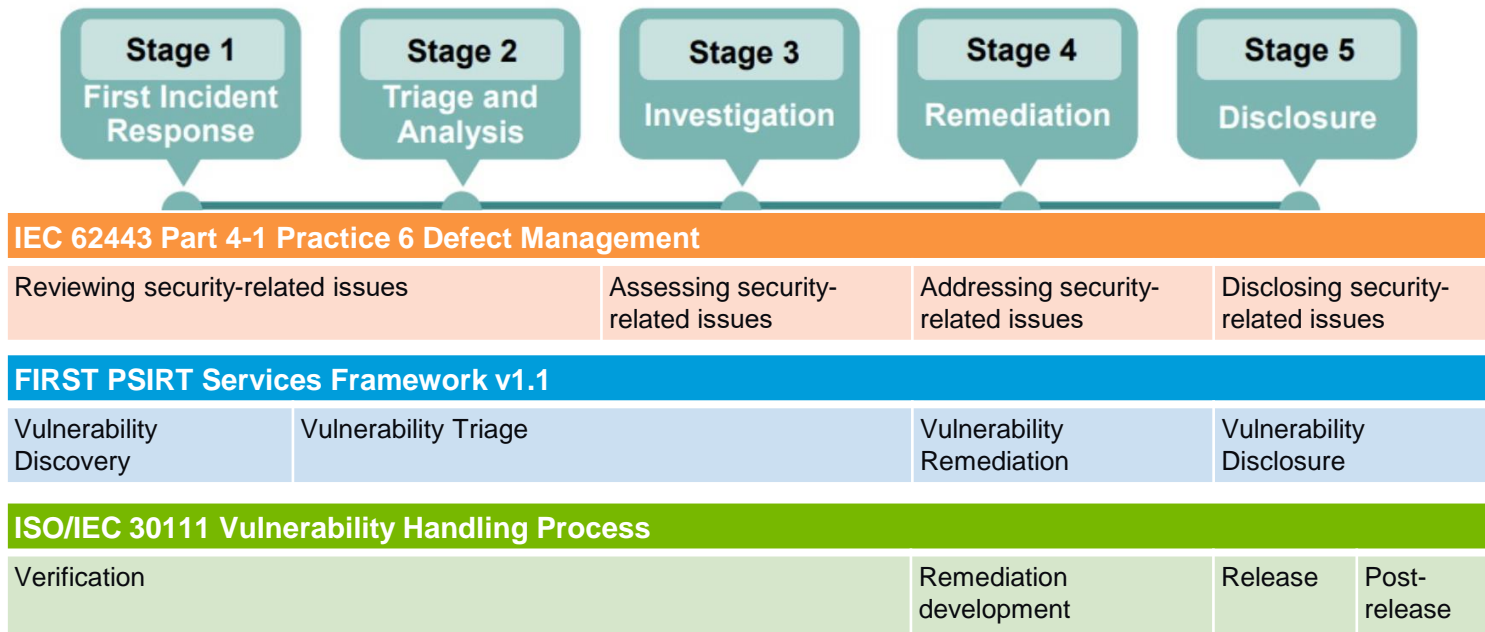 Stage 1
First Incident
Response
Stage 2
Triage and
Analysis
Stage 3
Investigation
Stage 4
Remediation
Stage 5
Disclosure
IEC 62443 Part 4-1 Practice 6 Defect Management
Reviewing security-related issues
Assessing security-
related issues
Addressing security-
related issues
Disclosing security-
related issues
FIRST PSIRT Services Framework v1.1
Vulnerability
Discovery
Vulnerability Triage
Vulnerability
Remediation
Vulnerability
Disclosure
ISO/IEC 30111 Vulnerability Handling Process
Verification
Remediation
development
Release
Post-
release